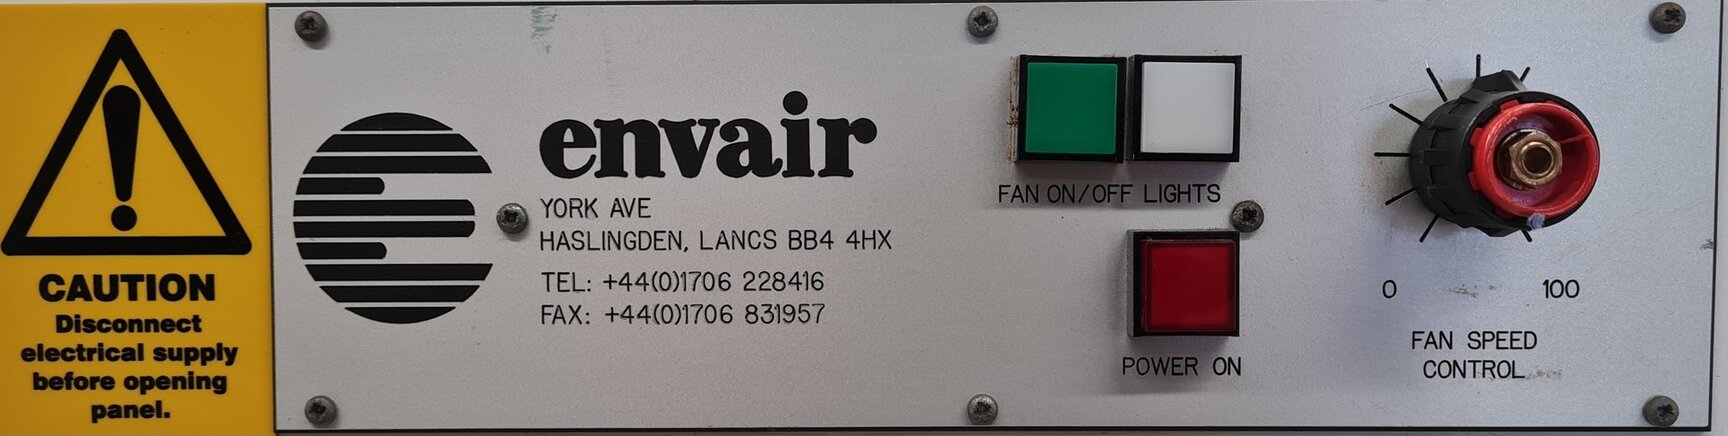 CAUTION
Disconnect
electrical supply
before opening
panel.
envair
YORK AVE
HASLINGDEN, LANCS BB4 4HX
TEL: +44(0)1706 228416
FAX: +44(0)1706 831957
FAN ON/OFF LIGHTS
POWER ON
0 100
FAN SPEED
CONTROL